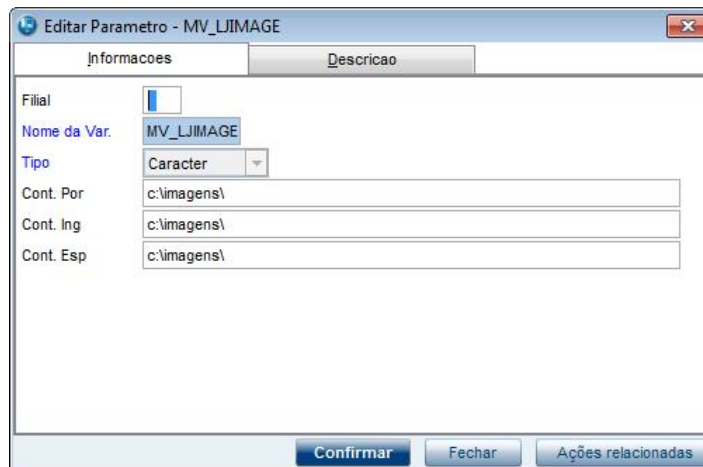 Editar Parametro - MV_LJIMAGE
Informacoes Descricao
Filial
Nome da Var. MV_LJIMAGE
Tipo Caracter
Cont. Por c:\imagens\
Cont. Ing c:\imagens\
Cont. Esp c:\imagens\
Confirmar Fechar Ações relacionadas